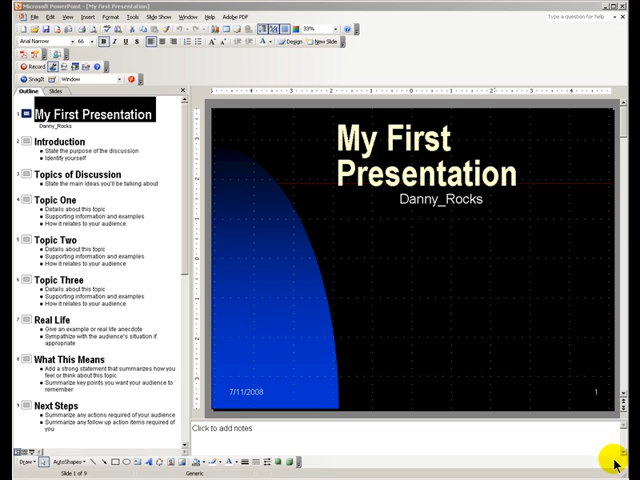 Microsoft PowerPoint - [My First Presentation]
File Edit View Insert Format Tools Slide Show Window Help Adobe PDF
Type a question for help
33%
Arial Narrow 66 B I U S A Design New Slide
Record
SnagIt Window
Outline Slides
1 My First Presentation
Danny_Rocks
2 Introduction
State the purpose of the discussion
Identify yourself
3 Topics of Discussion
State the main ideas you'll be talking about
4 Topic One
Details about this topic
Supporting information and examples
How it relates to your audience
5 Topic Two
Details about this topic
Supporting information and examples
How it relates to your audience
6 Topic Three
Details about this topic
Supporting information and examples
How it relates to your audience
7 Real Life
Give an example or real life anecdote
Sympathize with the audience's situation if
appropriate
8 What This Means
Add a strong statement that summarizes how you
feel or think about this topic
Summarize key points you want your audience to
remember
9 Next Steps
Summarize any actions required of your audience
Summarize any follow up action items required of
you
My First
Presentation
Danny_Rocks
7/11/2008 1
Click to add notes
Draw AutoShapes
Slide 1 of 9 Generic